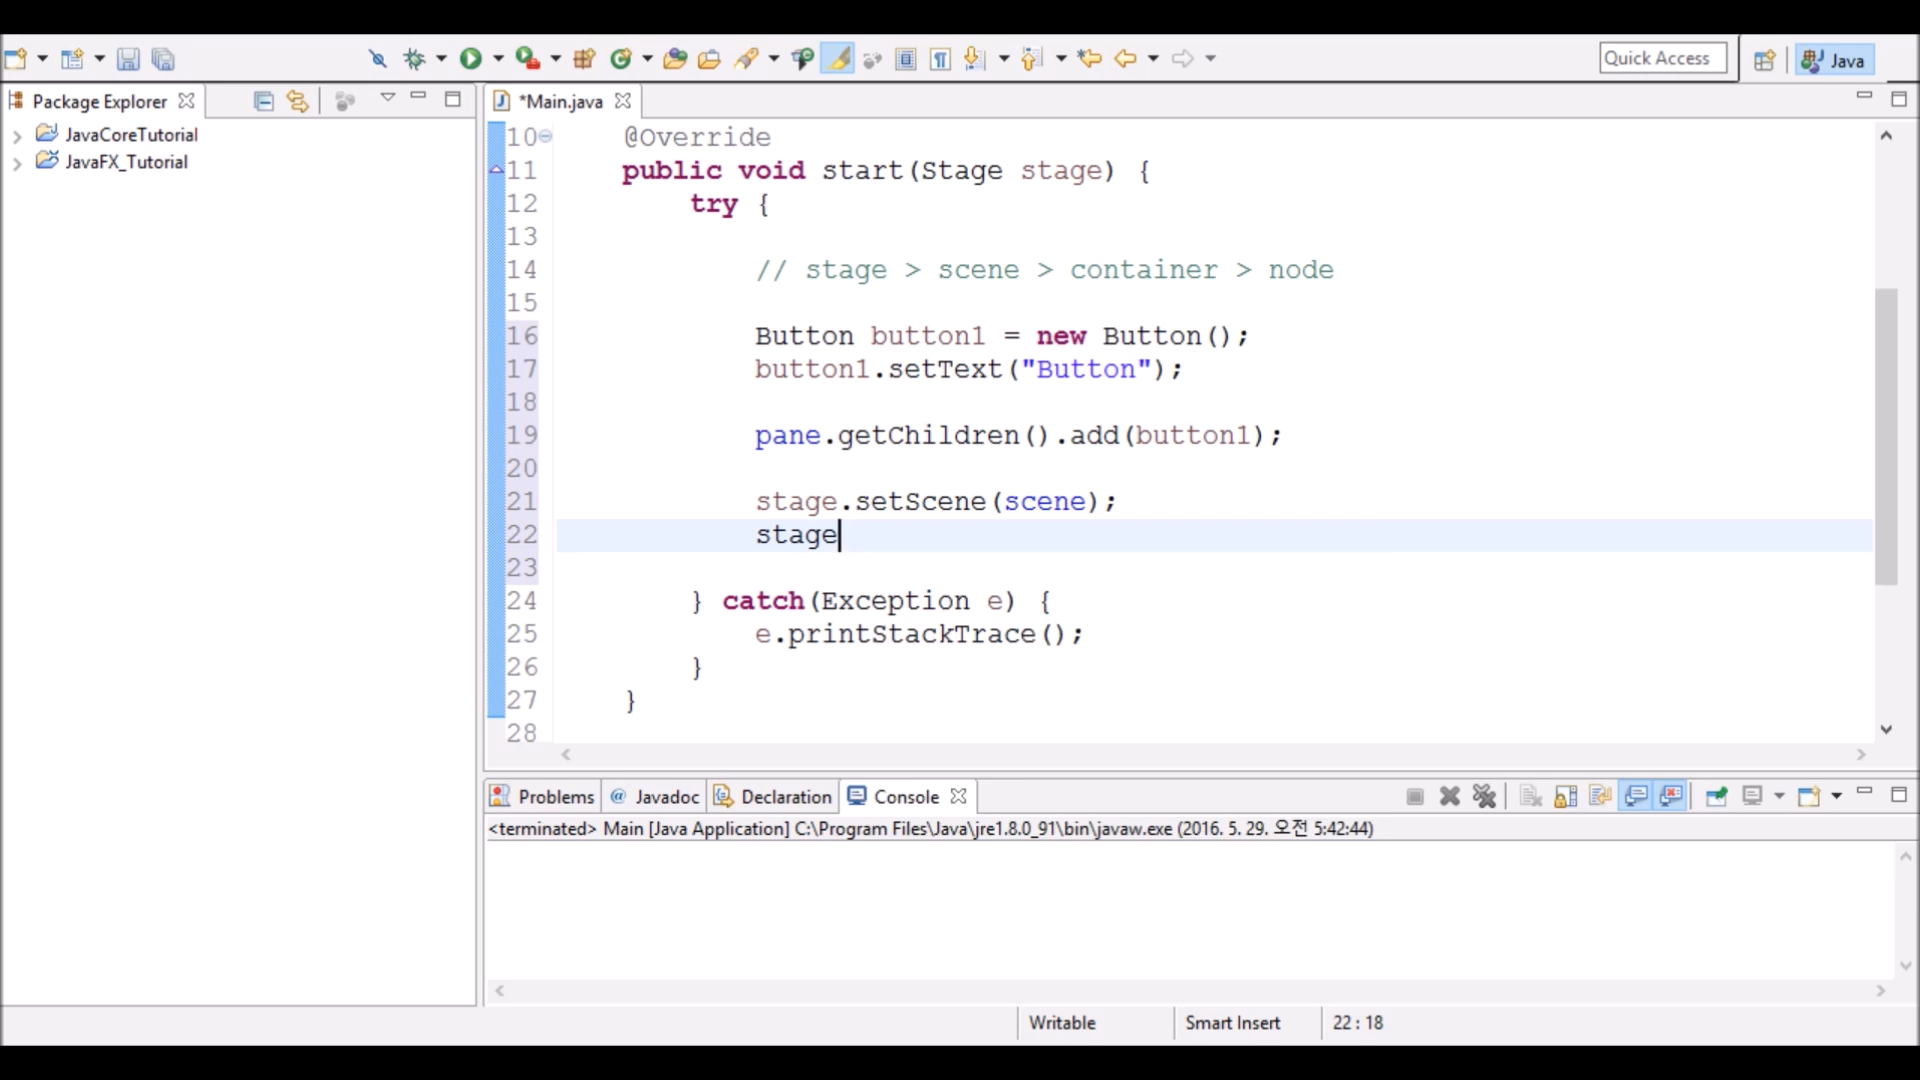 Quick Access
Java
Package Explorer
*Main.java
JavaCoreTutorial
JavaFX_Tutorial
10 @Override
11 public void start(Stage stage) {
12 try {
13
14 // stage > scene > container > node
15
16 Button button1 = new Button();
17 button1.setText("Button");
18
19 pane.getChildren().add(button1);
20
21 stage.setScene(scene);
22 stage
23
24 } catch(Exception e) {
25 e.printStackTrace();
26 }
27 }
28
Problems @ Javadoc Declaration Console
<terminated> Main [Java Application] C:\Program Files\Java\jre1.8.0_91\bin\javaw.exe (2016. 5. 29. 오전 5:42:44)
Writable Smart Insert 22 : 18